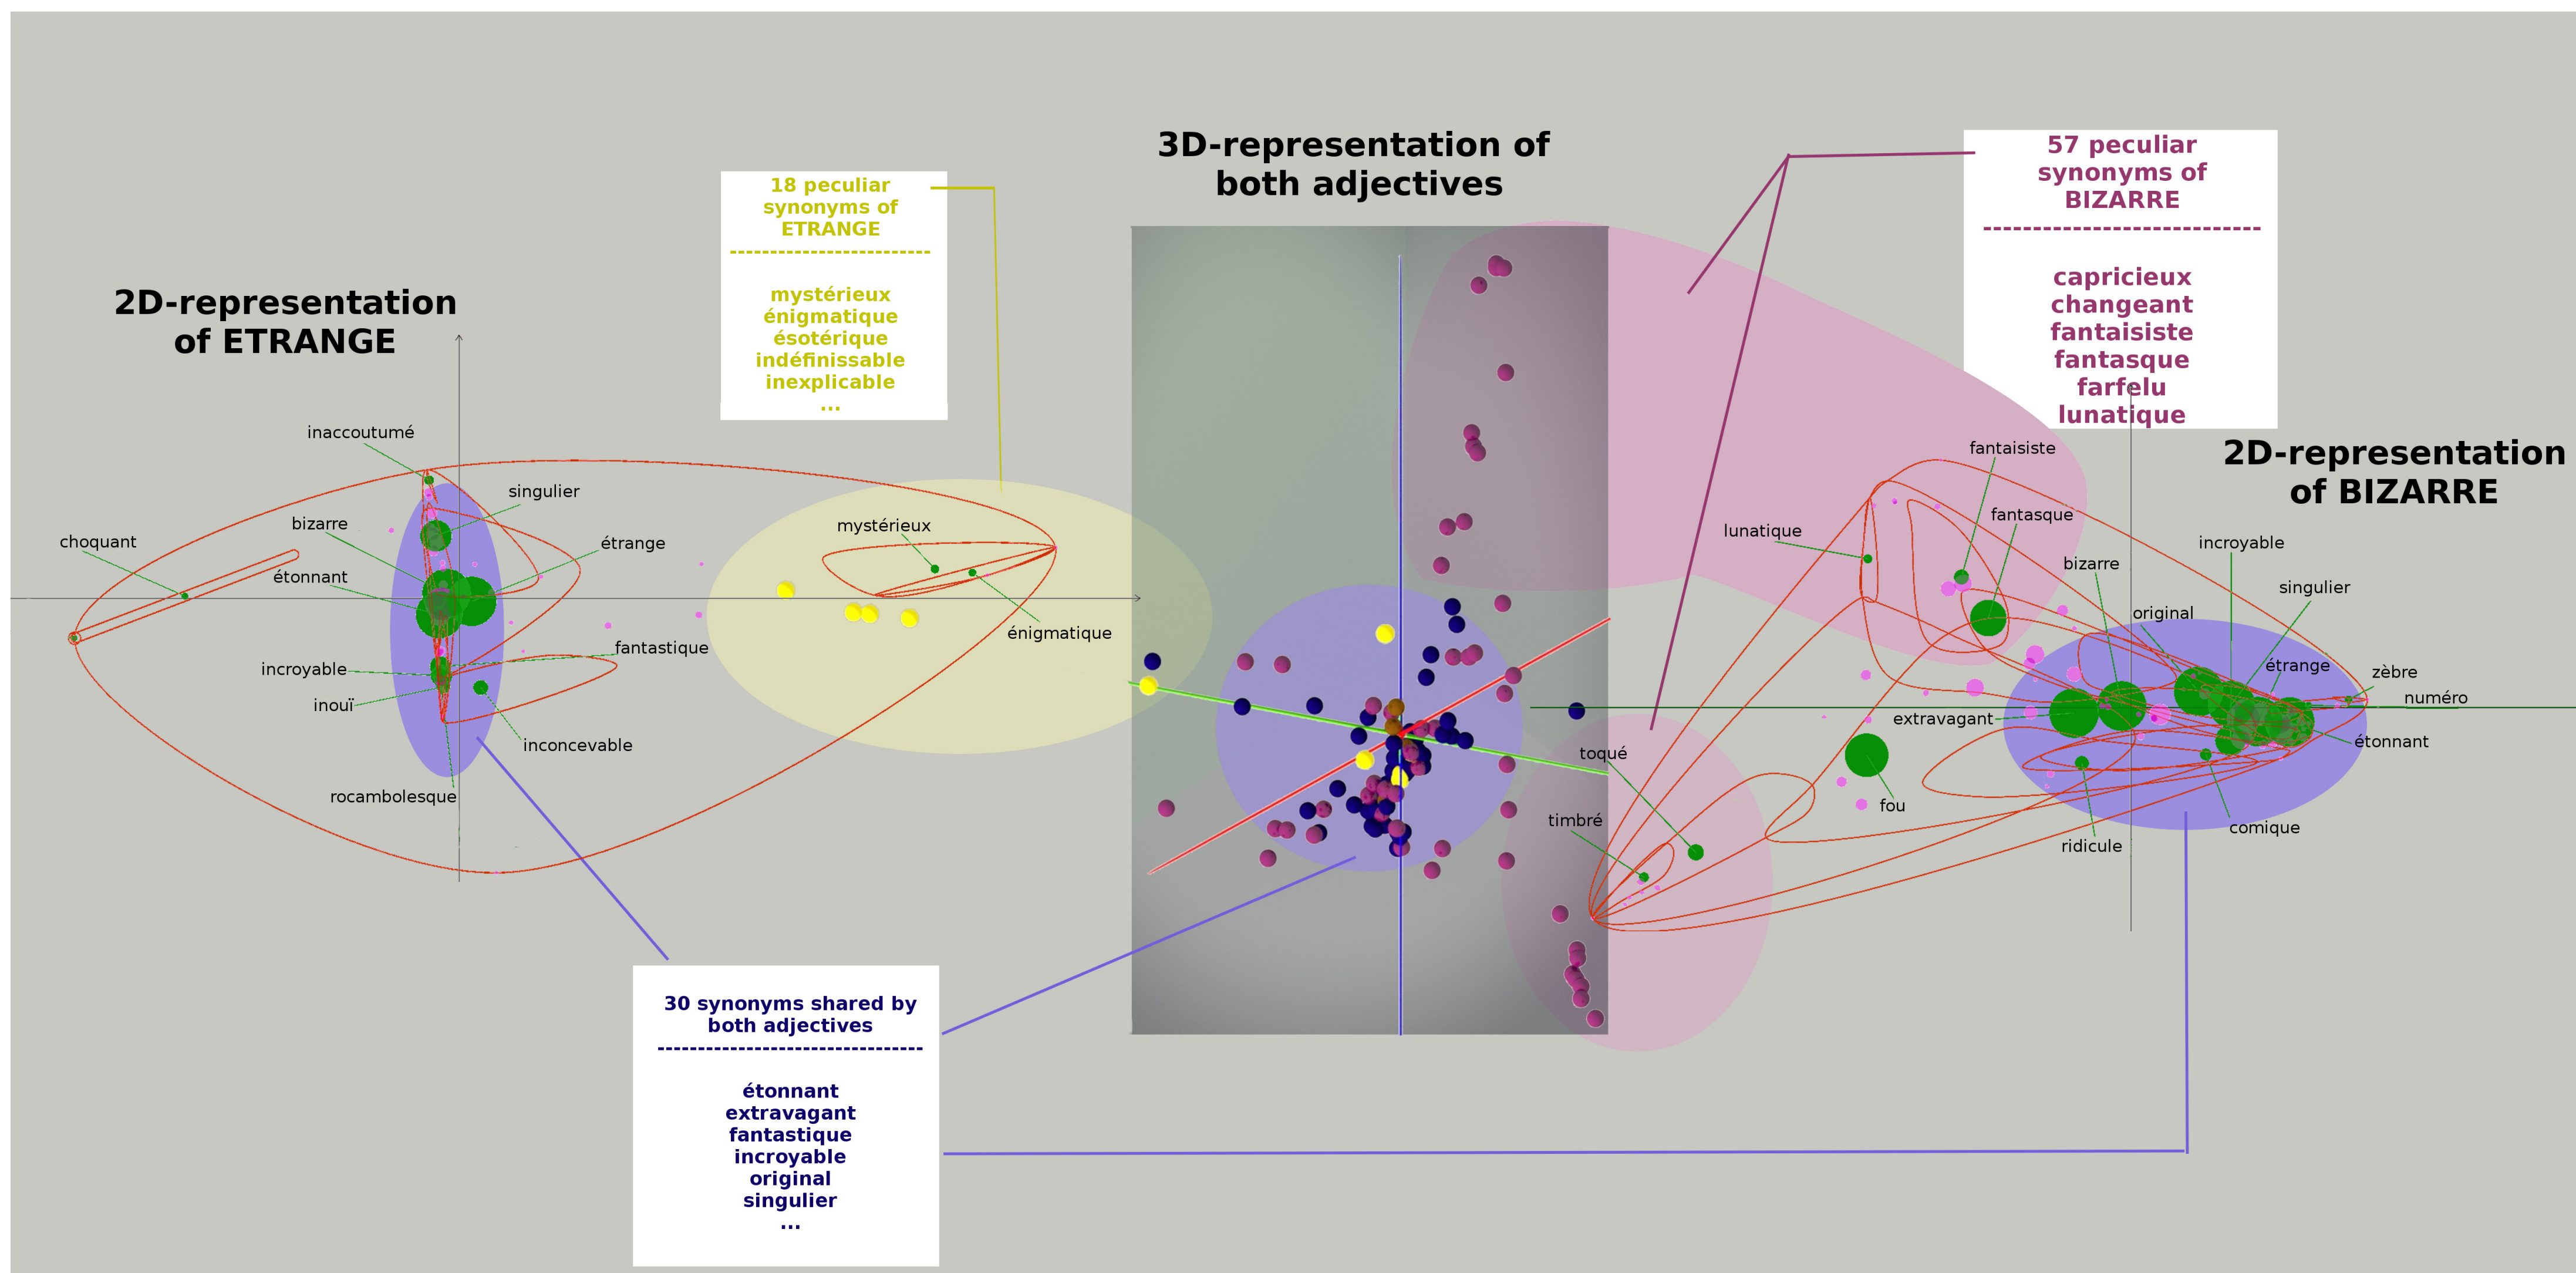 3D-representation of
both adjectives
57 peculiar
synonyms of
BIZARRE
----------------------------
capricieux
changeant
fantaisiste
fantasque
farfelu
lunatique
18 peculiar
synonyms of
ETRANGE
-------------------------
mystérieux
énigmatique
ésotérique
indéfinissable
inexplicable
...
2D-representation
of ETRANGE
inaccoutumé
singulier
bizarre
étrange
choquant
étonnant
fantastique
incroyable
inouï
inconcevable
rocambolesque
mystérieux
énigmatique
2D-representation
of BIZARRE
fantaisiste
fantasque
lunatique
incroyable
bizarre
singulier
original
étrange
zèbre
numéro
extravagant
étonnant
toqué
fou
timbré
comique
ridicule
30 synonyms shared by
both adjectives
---------------------------------
étonnant
extravagant
fantastique
incroyable
original
singulier
...